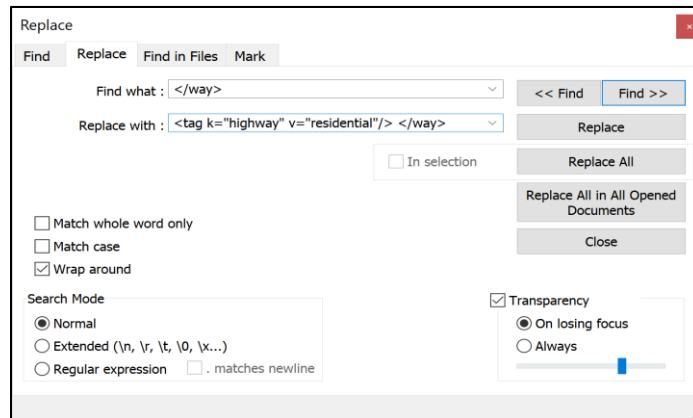 Replace
×
Find Replace Find in Files Mark
Find what : </way>
<< Find Find >>
Replace with : <tag k="highway" v="residential"/> </way>
Replace
In selection
Replace All
Replace All in All Opened
Documents
Match whole word only
Match case
Close
Wrap around
Search Mode
Normal
Extended (\n, \r, \t, \0, \x...)
Regular expression . matches newline
Transparency
On losing focus
Always